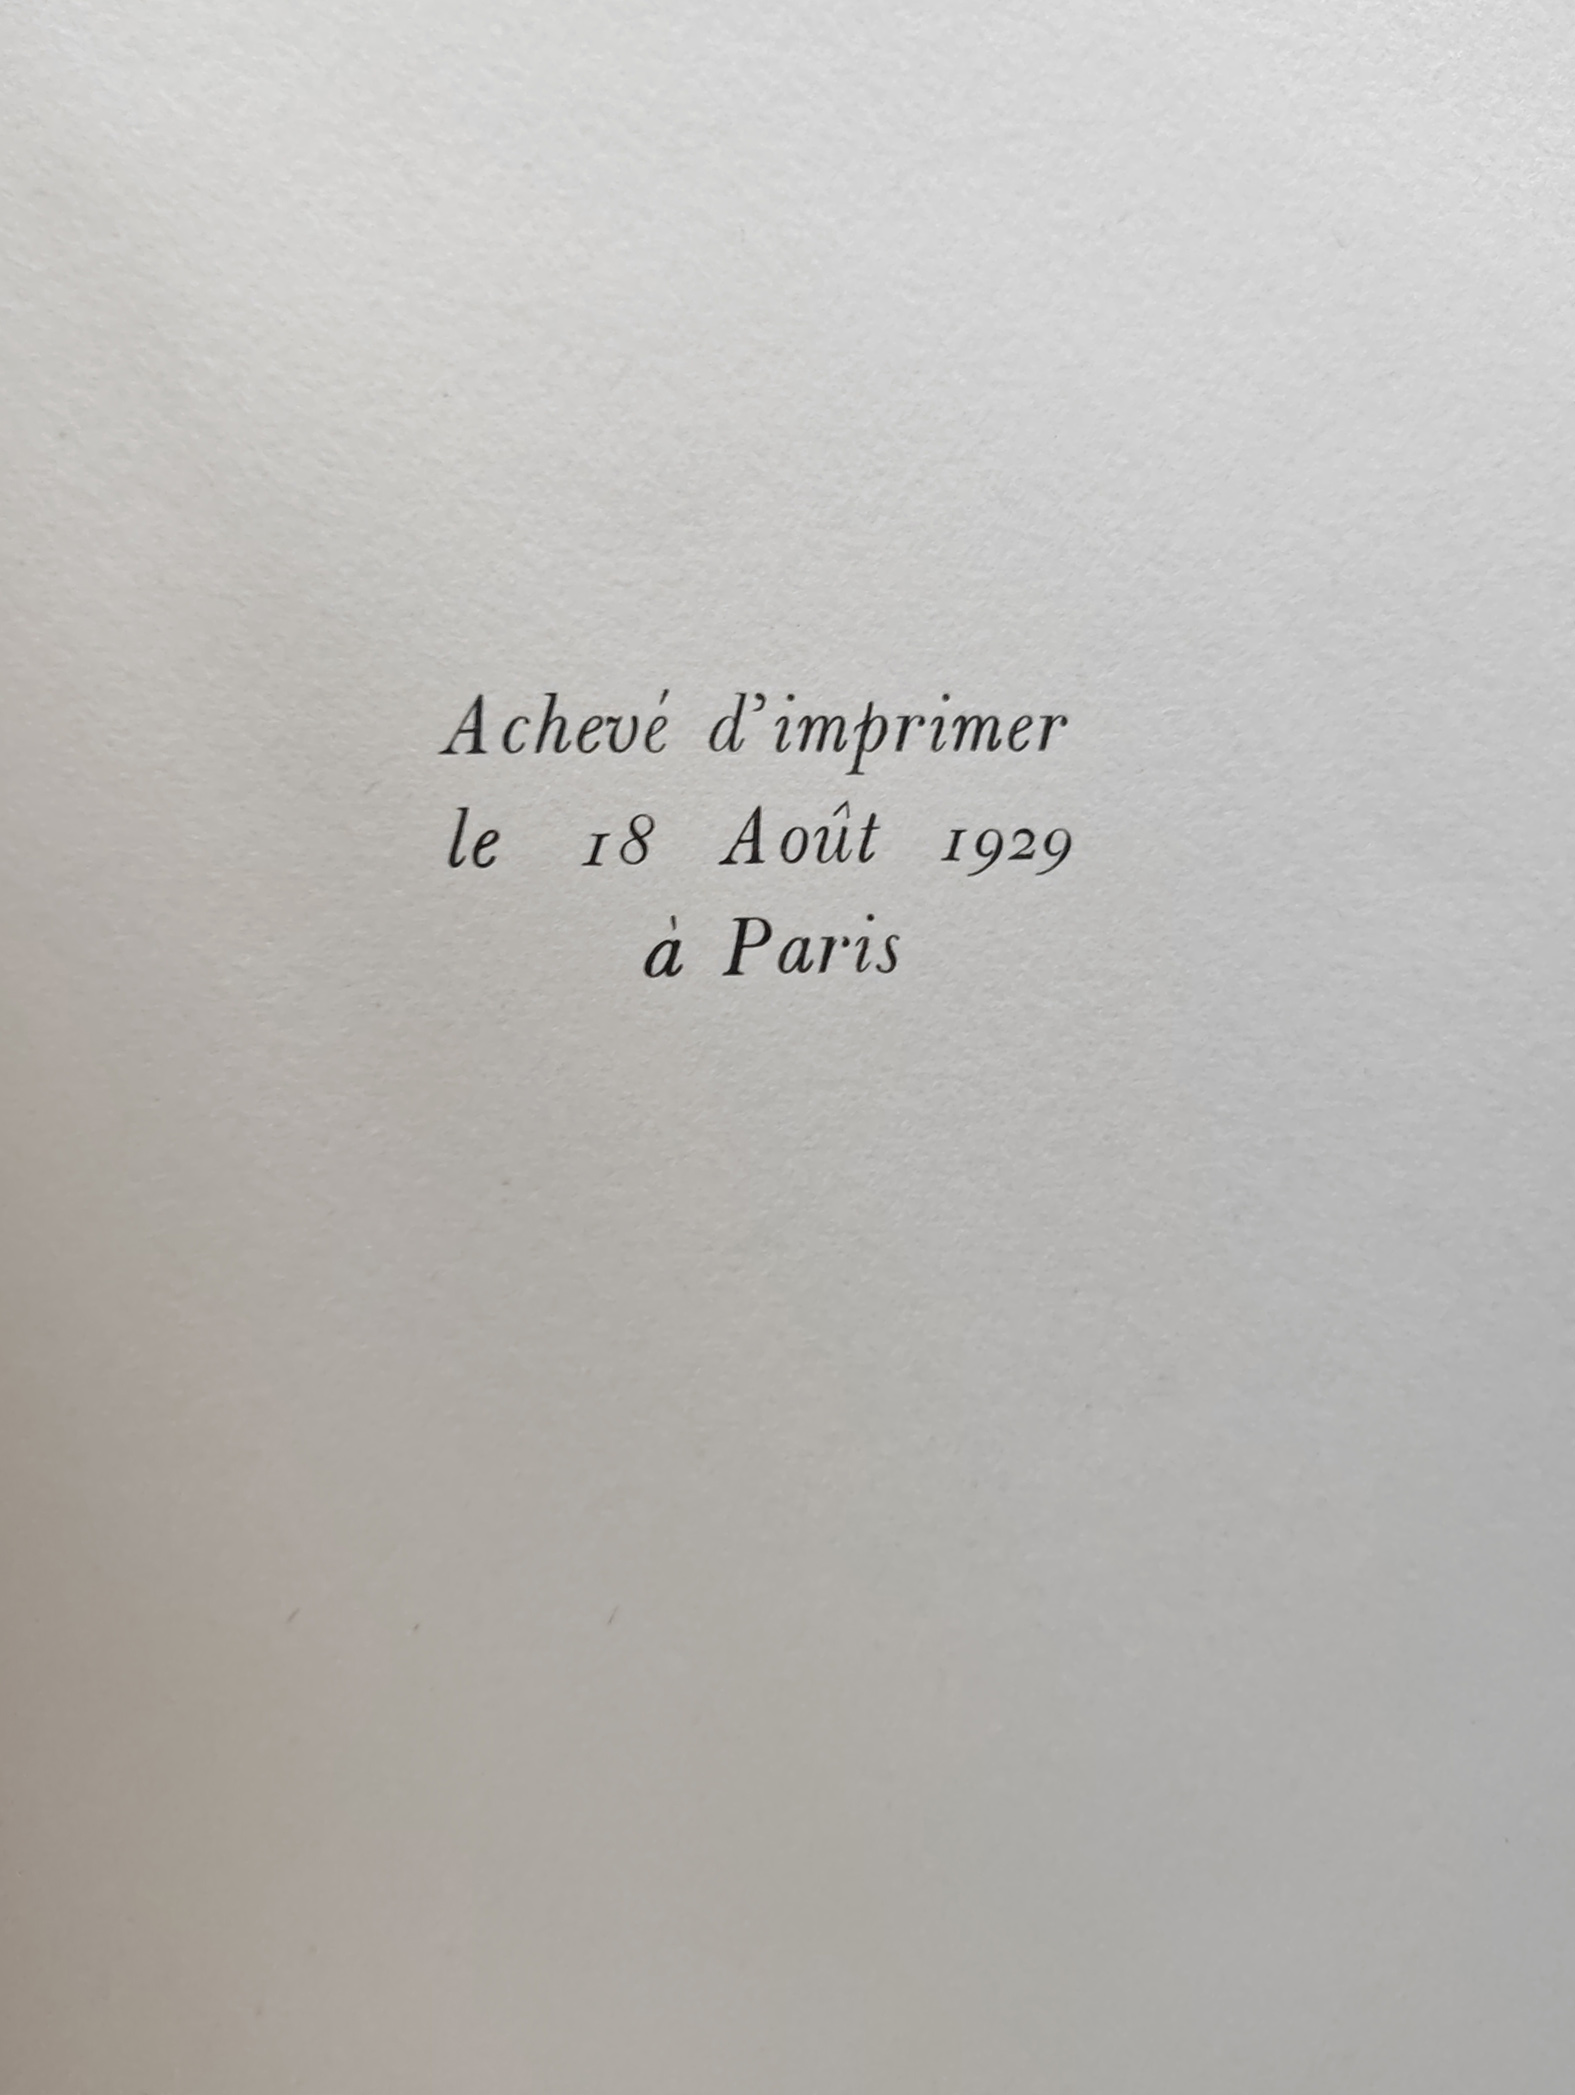 Achevé d'imprimer
le 18 Août 1929
à Paris